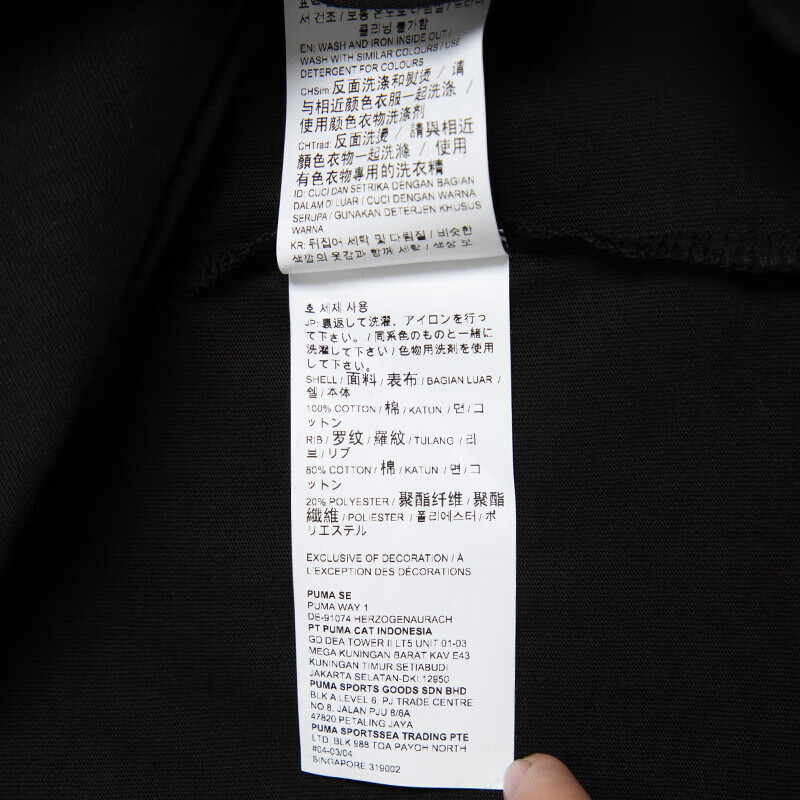 서 건조 / 보통 온도로 다림질 / 드라이
클리닝 불가함
EN: WASH AND IRON INSIDE OUT /
WASH WITH SIMILAR COLOURS / USE
DETERGENT FOR COLOURS
CHSim: 反面洗涤和熨烫 / 请
与相近颜色衣服一起洗涤 /
使用颜色衣物洗涤剂
CHTrad: 反面洗燙 / 請與相近
顏色衣物一起洗滌 / 使用
有色衣物專用的洗衣精
ID: CUCI DAN SETRIKA DENGAN BAGIAN
DALAM DI LUAR / CUCI DENGAN WARNA
SERUPA / GUNAKAN DETERJEN KHUSUS
WARNA
KR: 뒤집어 세탁 및 다림질 / 비슷한
색깔의 옷감과 함께 세탁 / 색상 보
호 세제 사용
JP: 裏返して洗濯、アイロンを行っ
て下さい。/ 同系色のものと一緒に
洗濯して下さい / 色物用洗剤を使用
して下さい。
SHELL / 面料 / 表布 / BAGIAN LUAR /
쉘 / 本体
100% COTTON / 棉 / KATUN / 면 / コ
ットン
RIB / 罗纹 / 羅紋 / TULANG / 리
브 / リブ
80% COTTON / 棉 / KATUN / 면 / コ
ットン
20% POLYESTER / 聚酯纤维 / 聚酯
纖維 / POLIESTER / 폴리에스터 / ポ
リエステル
EXCLUSIVE OF DECORATION / À
L'EXCEPTION DES DÉCORATIONS
PUMA SE
PUMA WAY 1
DE-91074 HERZOGENAURACH
PT PUMA CAT INDONESIA
GD DEA TOWER II LT5 UNIT 01-03
MEGA KUNINGAN BARAT KAV E43
KUNINGAN TIMUR.SETIABUDI
JAKARTA SELATAN-DKI.12950
PUMA SPORTS GOODS SDN BHD
BLK A,LEVEL 6, PJ TRADE CENTRE
NO 8, JALAN PJU 8/8A
47820 PETALING JAYA
PUMA SPORTSSEA TRADING PTE
LTD. BLK 988 TOA PAYOH NORTH
#04-03/04
SINGAPORE 319002